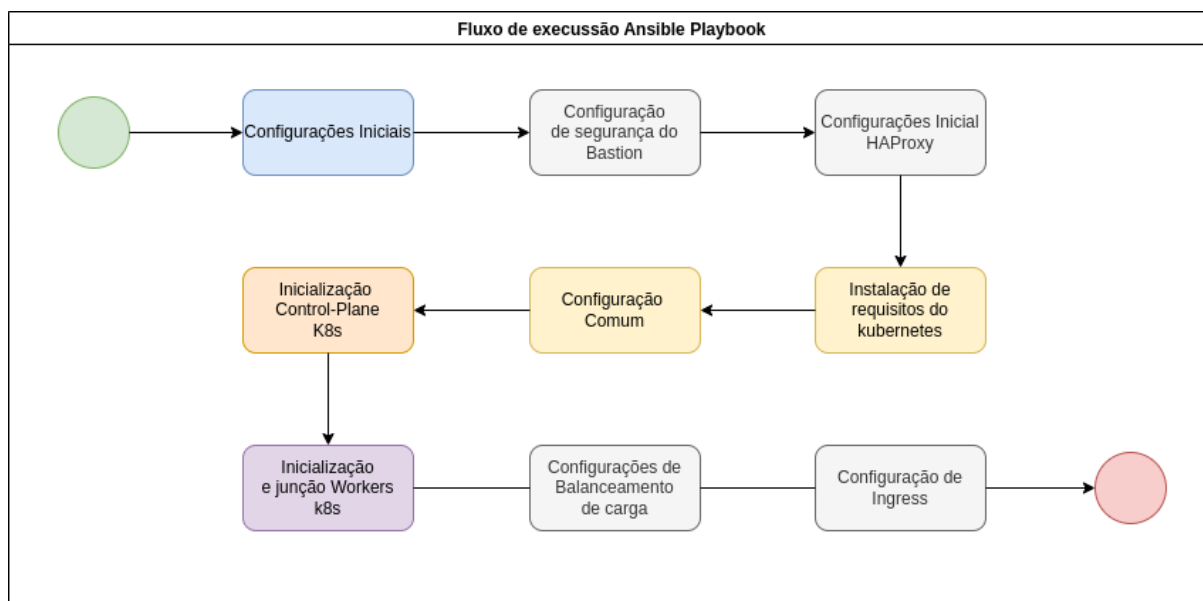 Fluxo de execussão Ansible Playbook
Configurações Iniciais
Configuração
de segurança do
Bastion
Configurações Inicial
HAProxy
Inicialização
Control-Plane
K8s
Configuração
Comum
Instalação de
requisitos do
kubernetes
Inicialização
e junção Workers
k8s
Configurações de
Balanceamento
de carga
Configuração de
Ingress